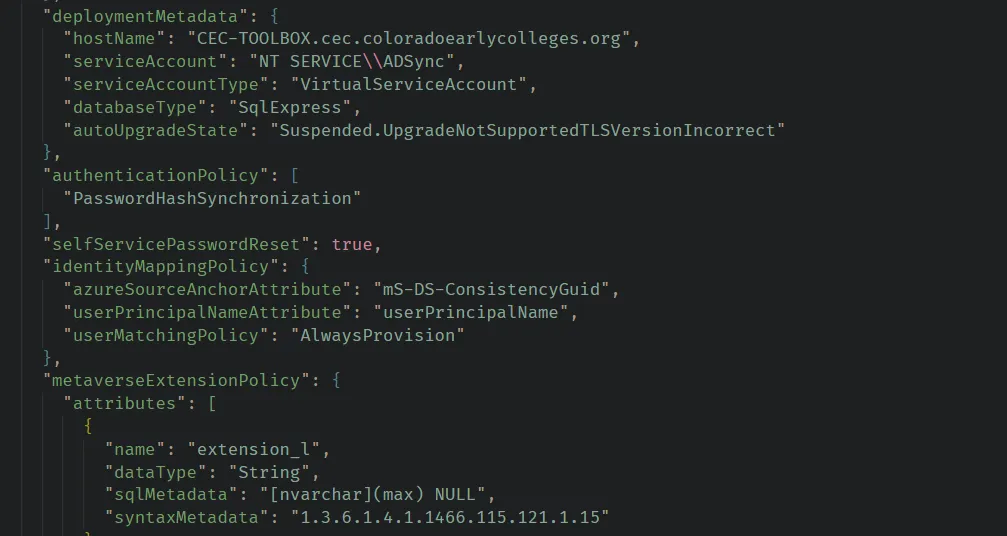 "deploymentMetadata": {
"hostName": "CEC-TOOLBOX.cec.coloradoearlycolleges.org",
"serviceAccount": "NT SERVICE\\ADSync",
"serviceAccountType": "VirtualServiceAccount",
"databaseType": "SqlExpress",
"autoUpgradeState": "Suspended.UpgradeNotSupportedTLSVersionIncorrect"
},
"authenticationPolicy": [
"PasswordHashSynchronization"
],
"selfServicePasswordReset": true,
"identityMappingPolicy": {
"azureSourceAnchorAttribute": "mS-DS-ConsistencyGuid",
"userPrincipalNameAttribute": "userPrincipalName",
"userMatchingPolicy": "AlwaysProvision"
},
"metaverseExtensionPolicy": {
"attributes": [
{
"name": "extension_l",
"dataType": "String",
"sqlMetadata": "[nvarchar](max) NULL",
"syntaxMetadata": "1.3.6.1.4.1.1466.115.121.1.15"